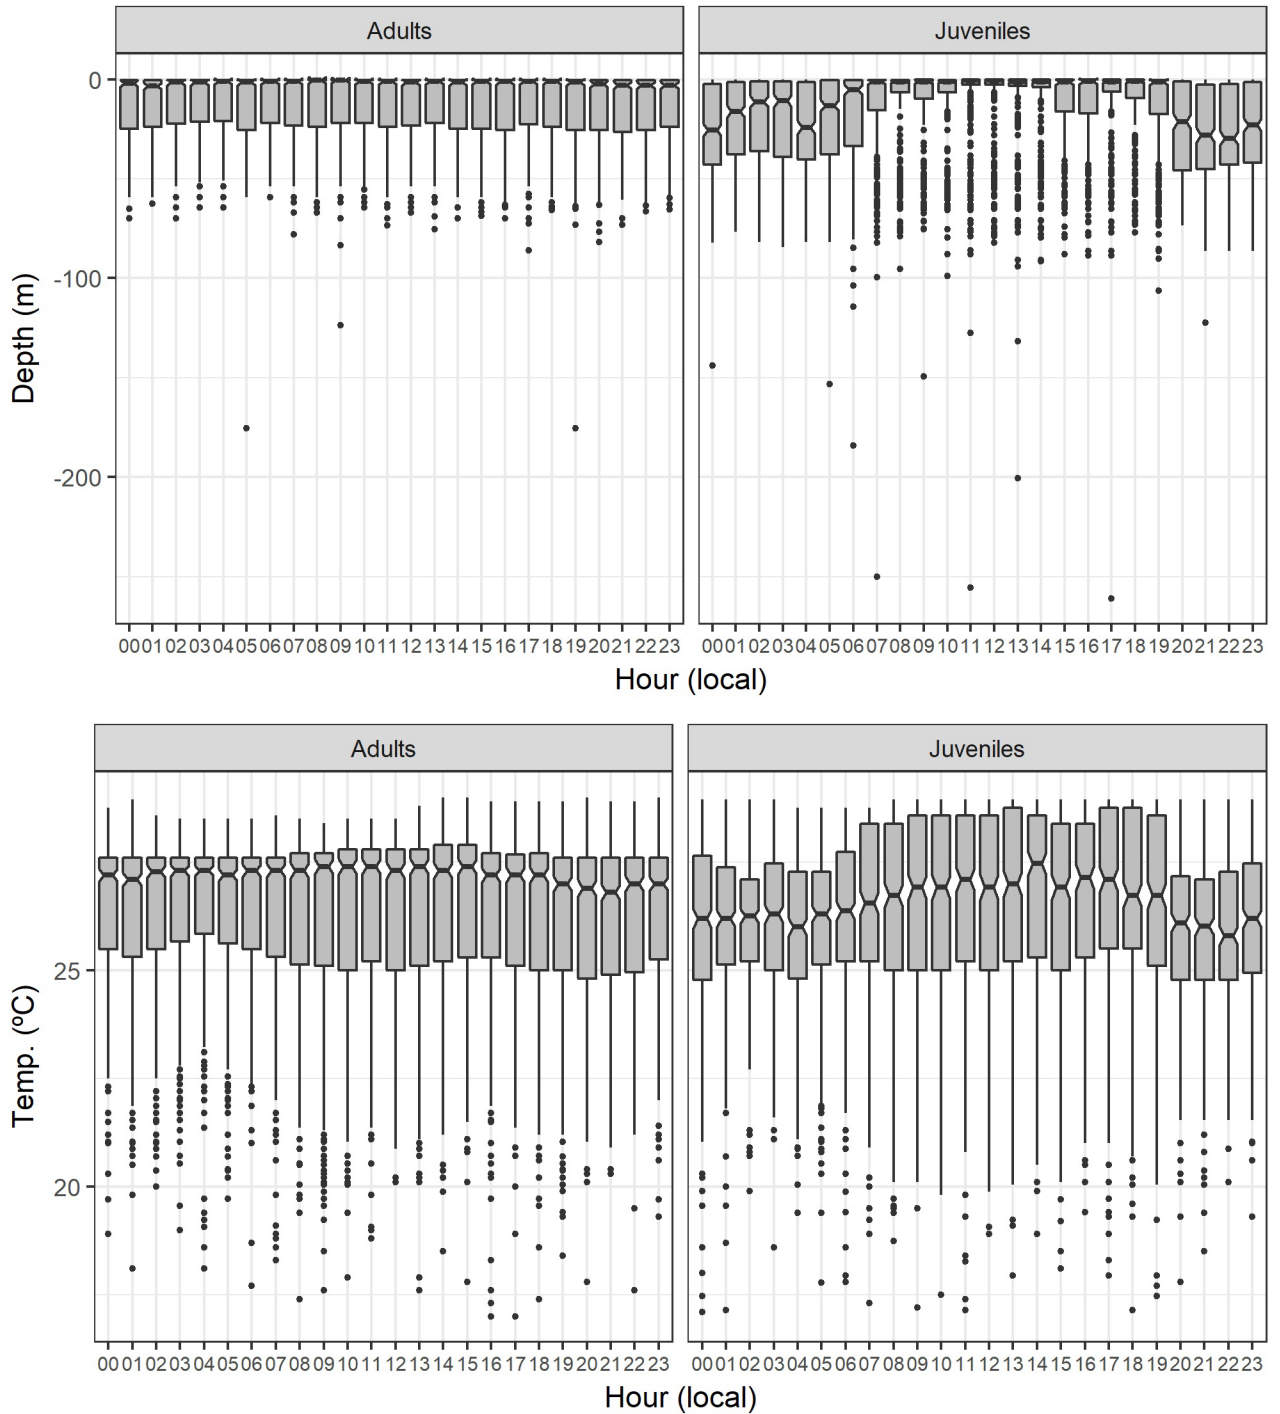 Adults Juveniles
0
-100
-200
Depth (m)
00 01 02 03 04 05 06 07 08 09 10 11 12 13 14 15 16 17 18 19 20 21 22 23 00 01 02 03 04 05 06 07 08 09 10 11 12 13 14 15 16 17 18 19 20 21 22 23
Hour (local)
Adults Juveniles
25
20
Temp. (ºC)
00 01 02 03 04 05 06 07 08 09 10 11 12 13 14 15 16 17 18 19 20 21 22 23 00 01 02 03 04 05 06 07 08 09 10 11 12 13 14 15 16 17 18 19 20 21 22 23
Hour (local)